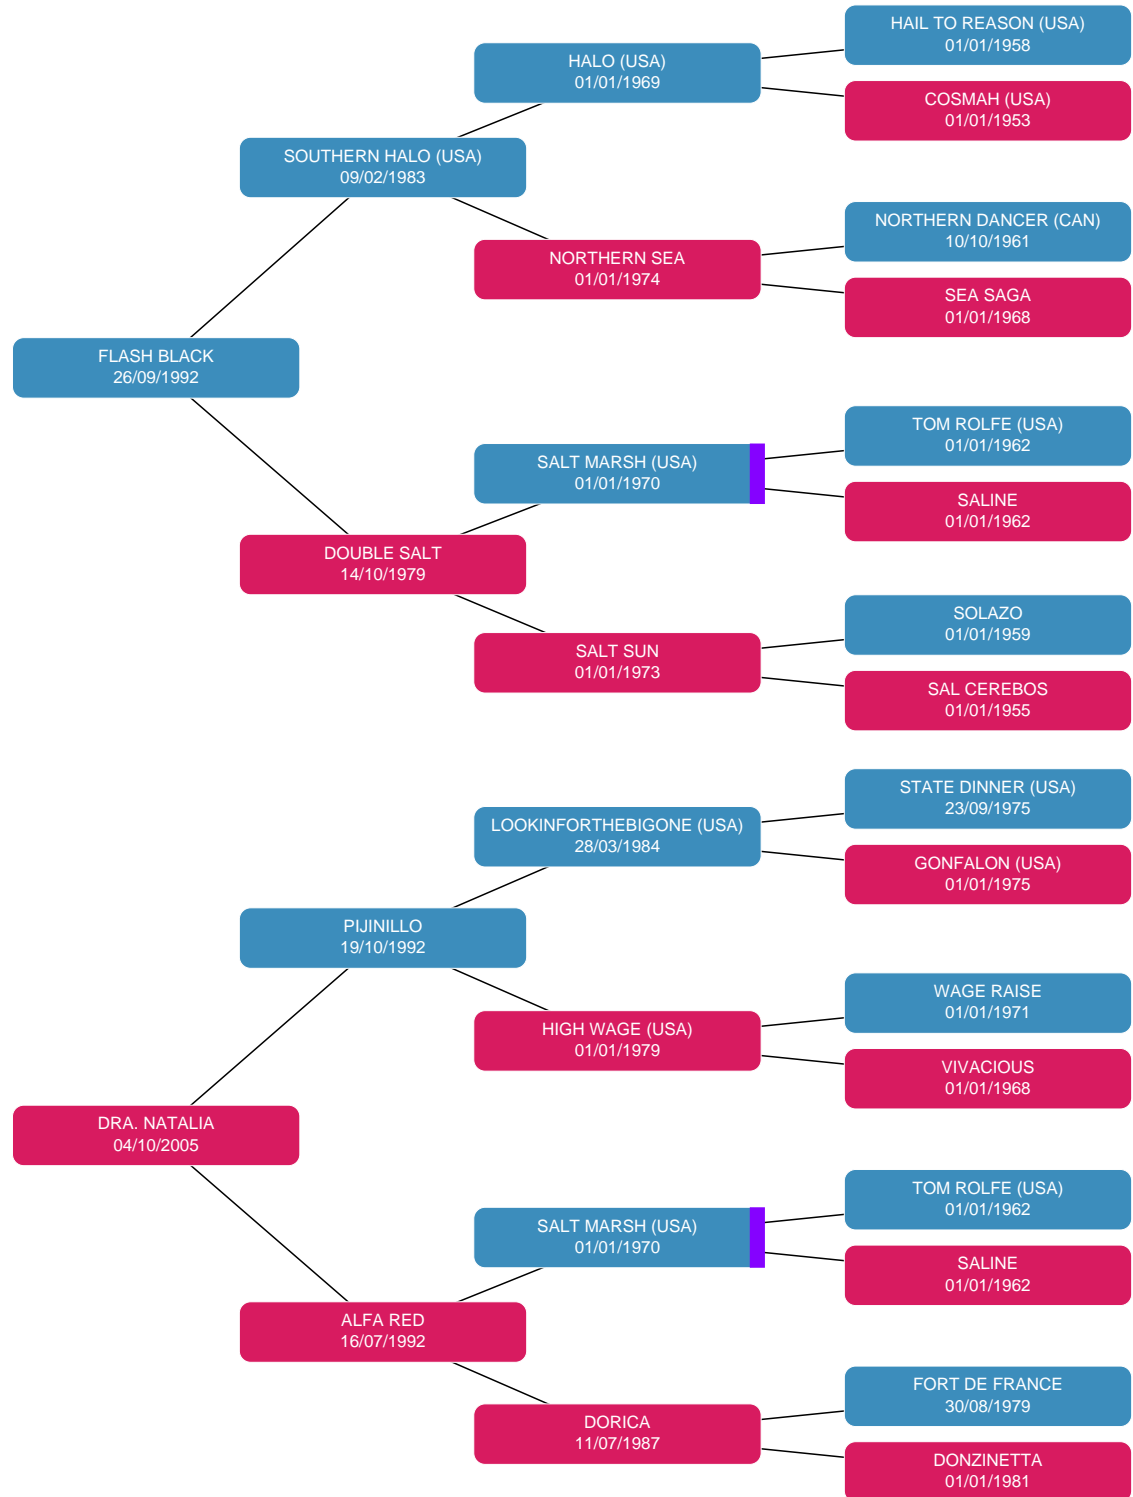 HAIL TO REASON (USA)
01/01/1958
HALO (USA)
01/01/1969
COSMAH (USA)
01/01/1953
SOUTHERN HALO (USA)
09/02/1983
NORTHERN DANCER (CAN)
10/10/1961
NORTHERN SEA
01/01/1974
SEA SAGA
01/01/1968
FLASH BLACK
26/09/1992
TOM ROLFE (USA)
01/01/1962
SALT MARSH (USA)
01/01/1970
SALINE
01/01/1962
DOUBLE SALT
14/10/1979
SOLAZO
01/01/1959
SALT SUN
01/01/1973
SAL CEREBOS
01/01/1955
STATE DINNER (USA)
23/09/1975
LOOKINFORTHEBIGONE (USA)
28/03/1984
GONFALON (USA)
01/01/1975
PIJINILLO
19/10/1992
WAGE RAISE
01/01/1971
HIGH WAGE (USA)
01/01/1979
VIVACIOUS
01/01/1968
DRA. NATALIA
04/10/2005
TOM ROLFE (USA)
01/01/1962
SALT MARSH (USA)
01/01/1970
SALINE
01/01/1962
ALFA RED
16/07/1992
FORT DE FRANCE
30/08/1979
DORICA
11/07/1987
DONZINETTA
01/01/1981